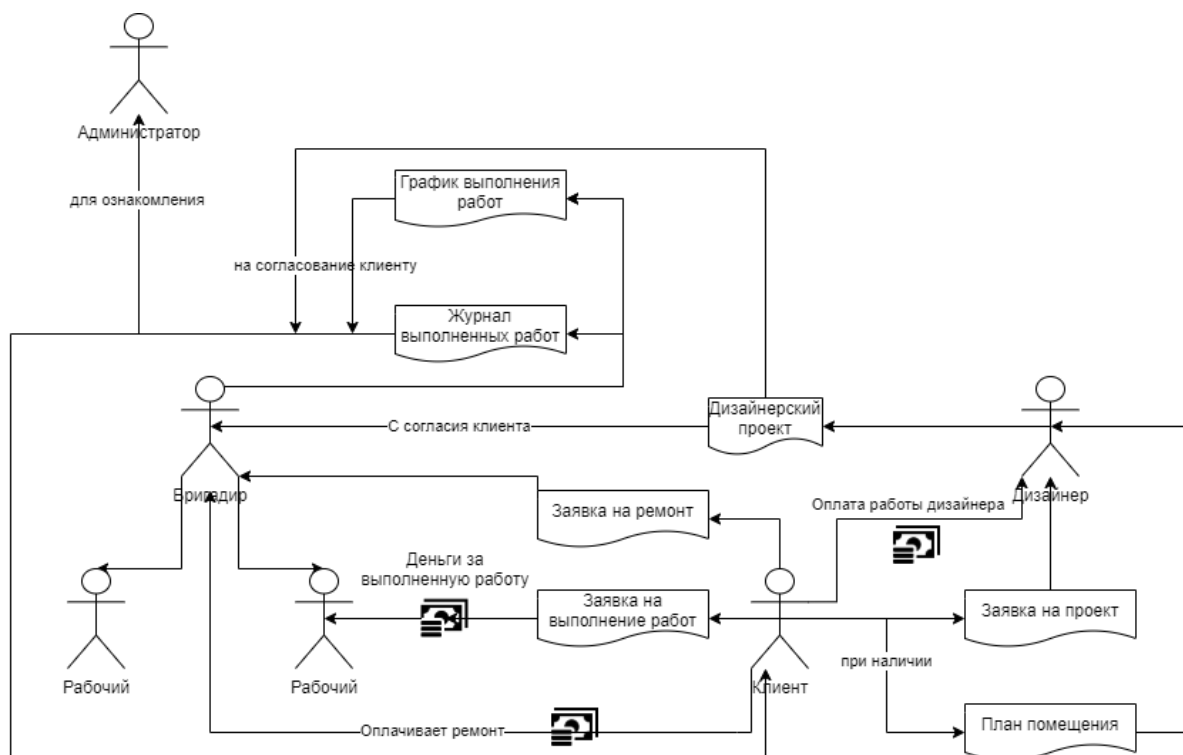 Администратор
для ознакомления
График выполнения
работ
на согласование клиенту
Журнал
выполненных работ
Дизайнерский
проект
С согласия клиента
Бригадир
Дизайнер
Заявка на ремонт
Оплата работы дизайнера
Деньги за
выполненную работу
Заявка на
выполнение работ
Заявка на проект
при наличии
Рабочий
Рабочий
Клиент
Оплачивает ремонт
План помещения